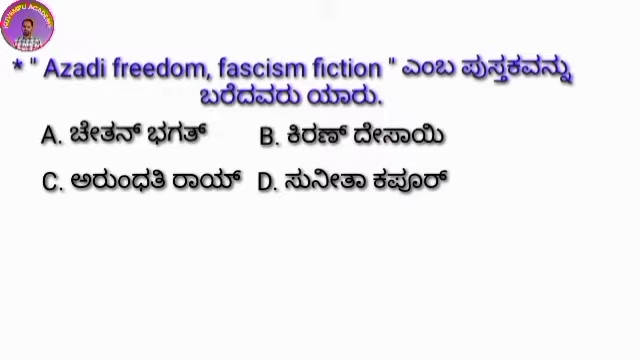 * " Azadi freedom, fascism fiction " ಎಂಬ ಪುಸ್ತಕವನ್ನು
ಬರೆದವರು ಯಾರು.
A. ಚೇತನ್ ಭಗತ್ B. ಕಿರಣ್ ದೇಸಾಯಿ
C. ಅರುಂಧತಿ ರಾಯ್ D. ಸುನೀತಾ ಕಪೂರ್